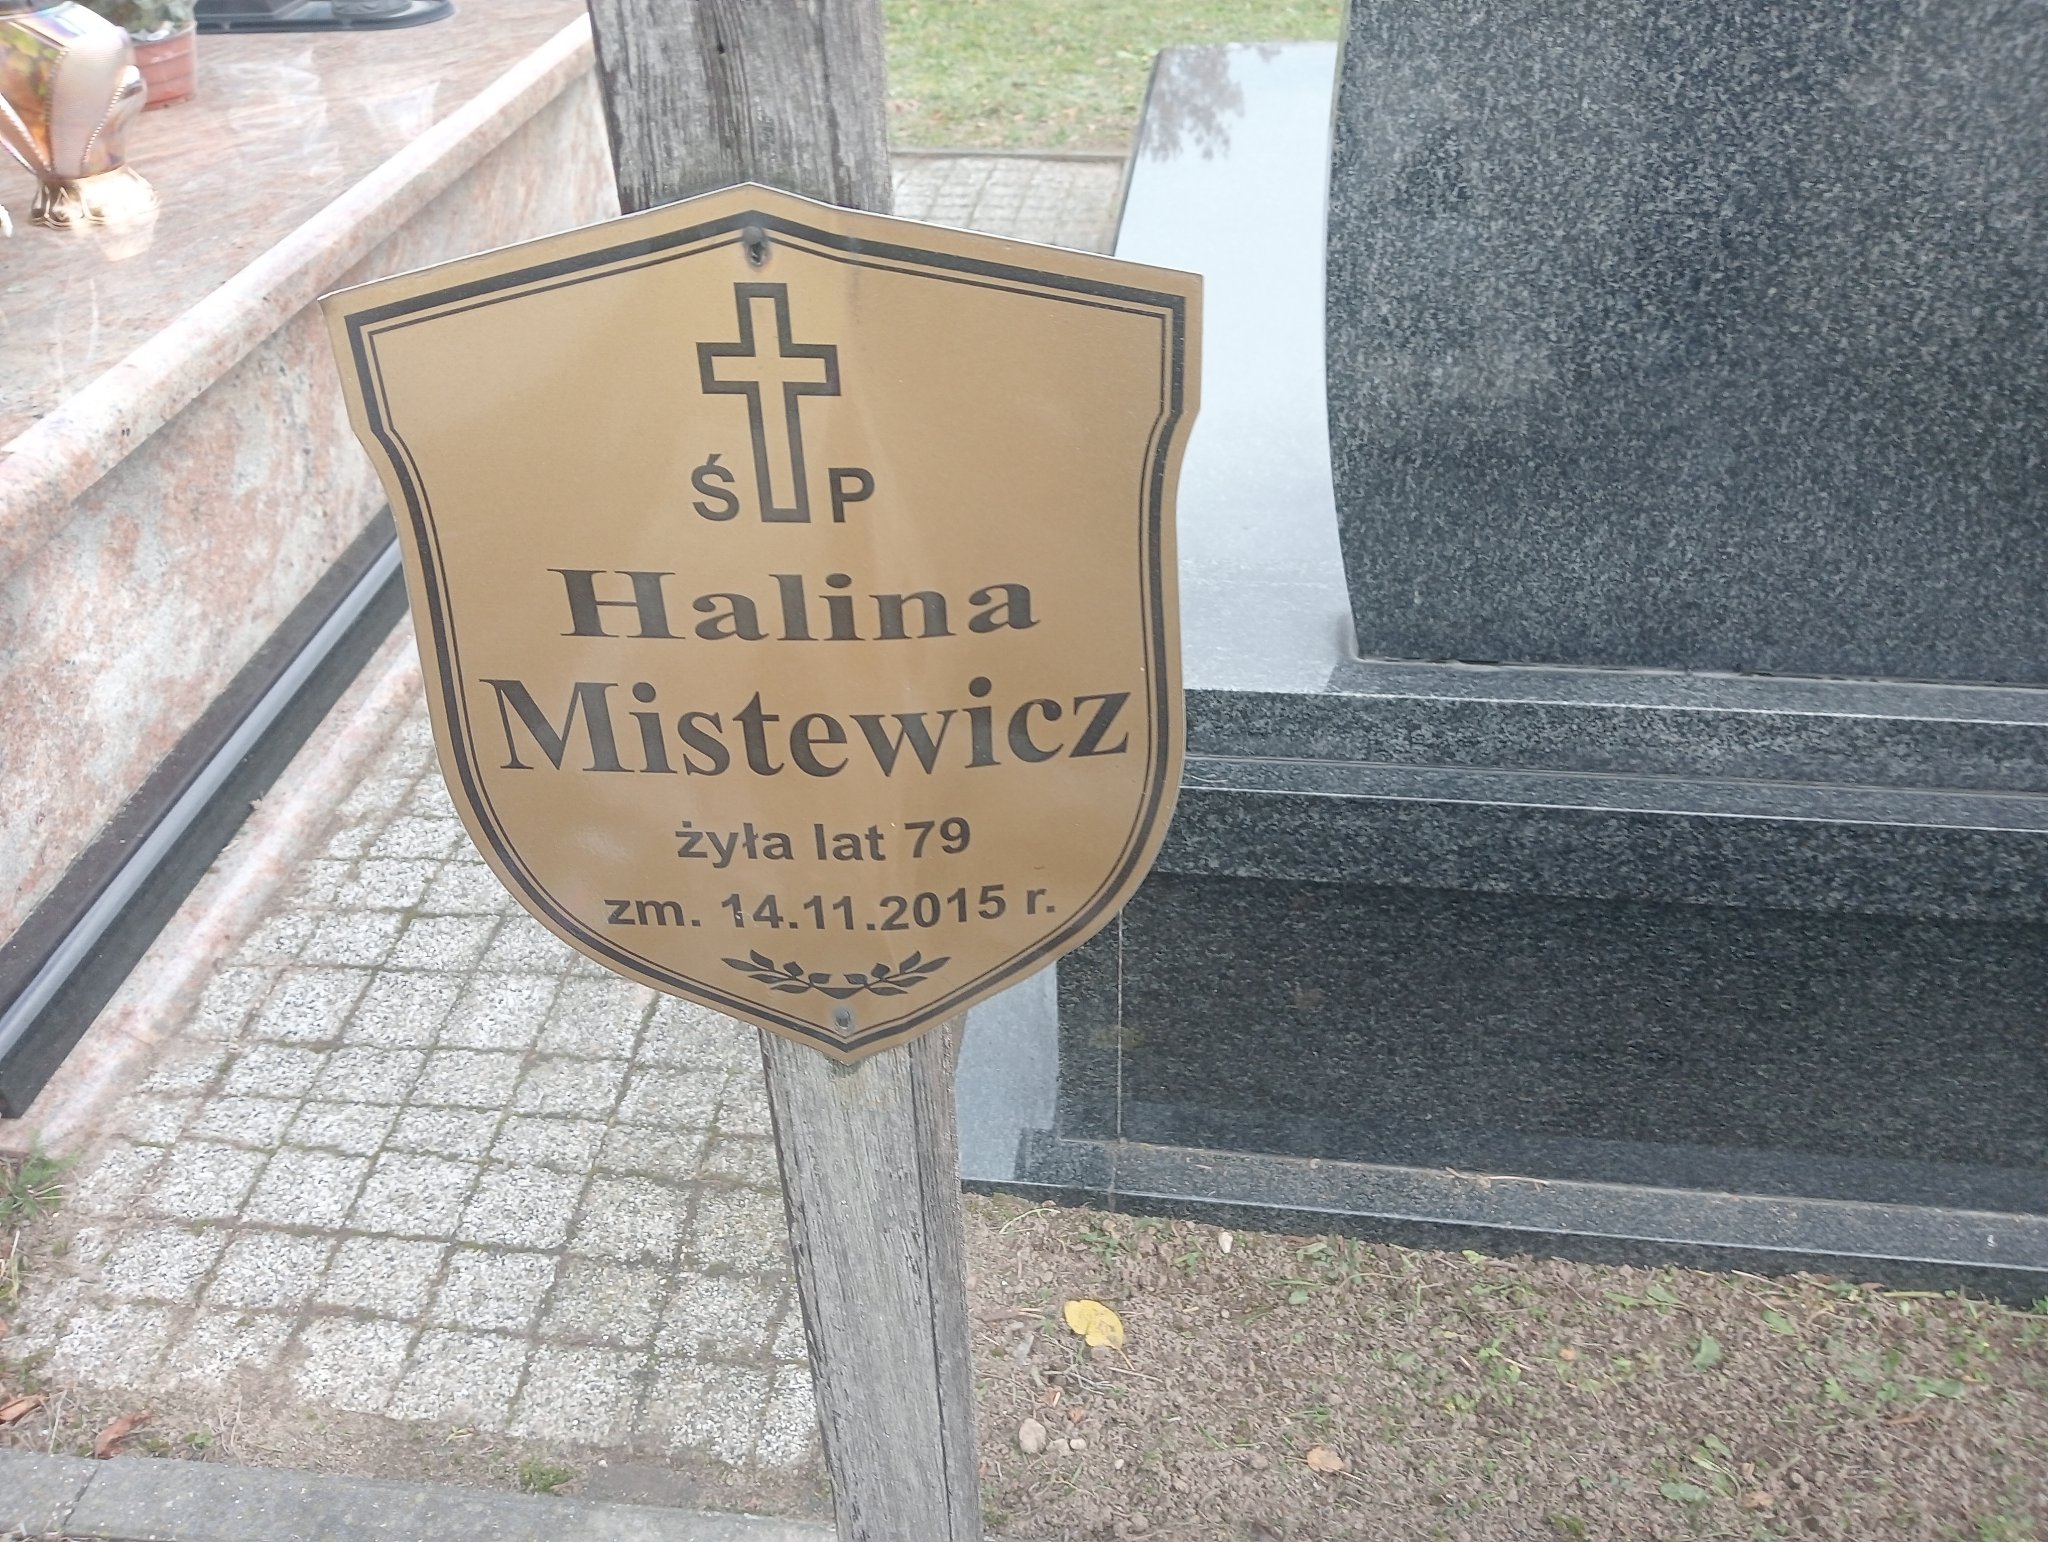 Ś P
Halina
Mistewicz
żyła lat 79
zm. 14.11.2015 r.